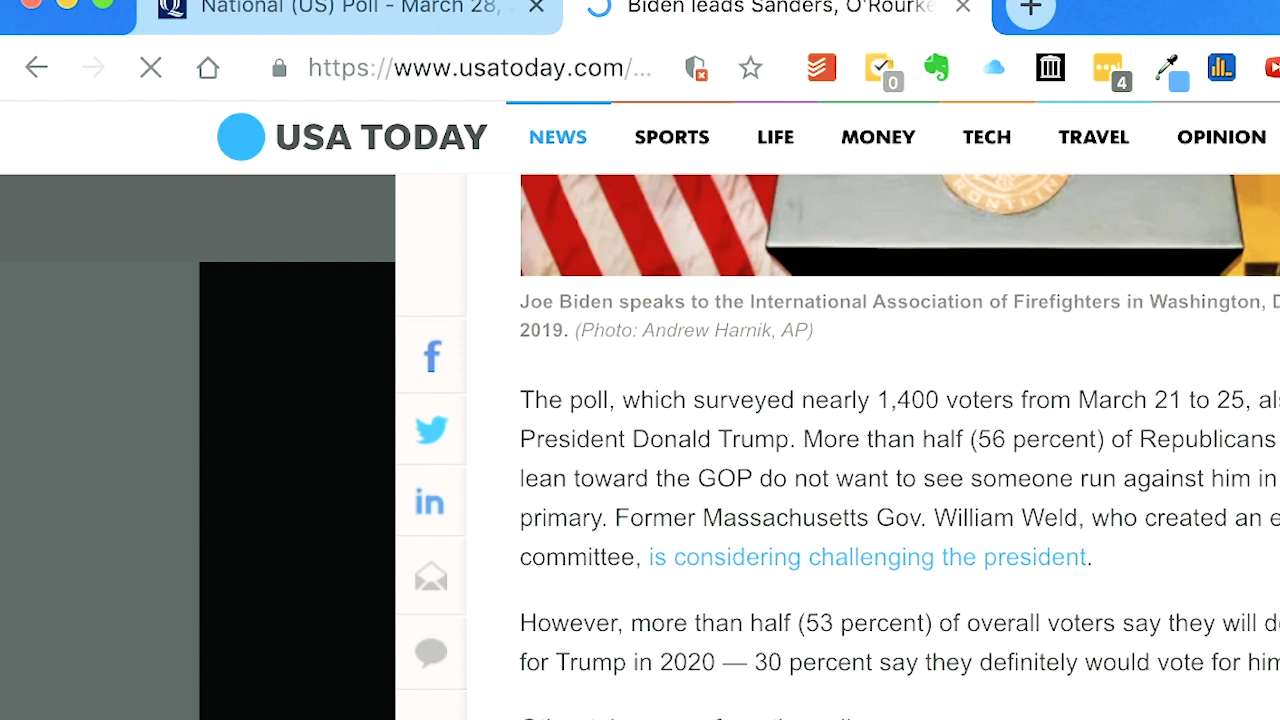 National (US) Poll - March 28,
Biden leads Sanders, O'Rourke
https://www.usatoday.com/...
0
4
USA TODAY
NEWS SPORTS LIFE MONEY TECH TRAVEL OPINION
Joe Biden speaks to the International Association of Firefighters in Washington, D
2019. (Photo: Andrew Harnik, AP)
The poll, which surveyed nearly 1,400 voters from March 21 to 25, al
President Donald Trump. More than half (56 percent) of Republicans
lean toward the GOP do not want to see someone run against him in
primary. Former Massachusetts Gov. William Weld, who created an e
committee, is considering challenging the president.
However, more than half (53 percent) of overall voters say they will d
for Trump in 2020 — 30 percent say they definitely would vote for him